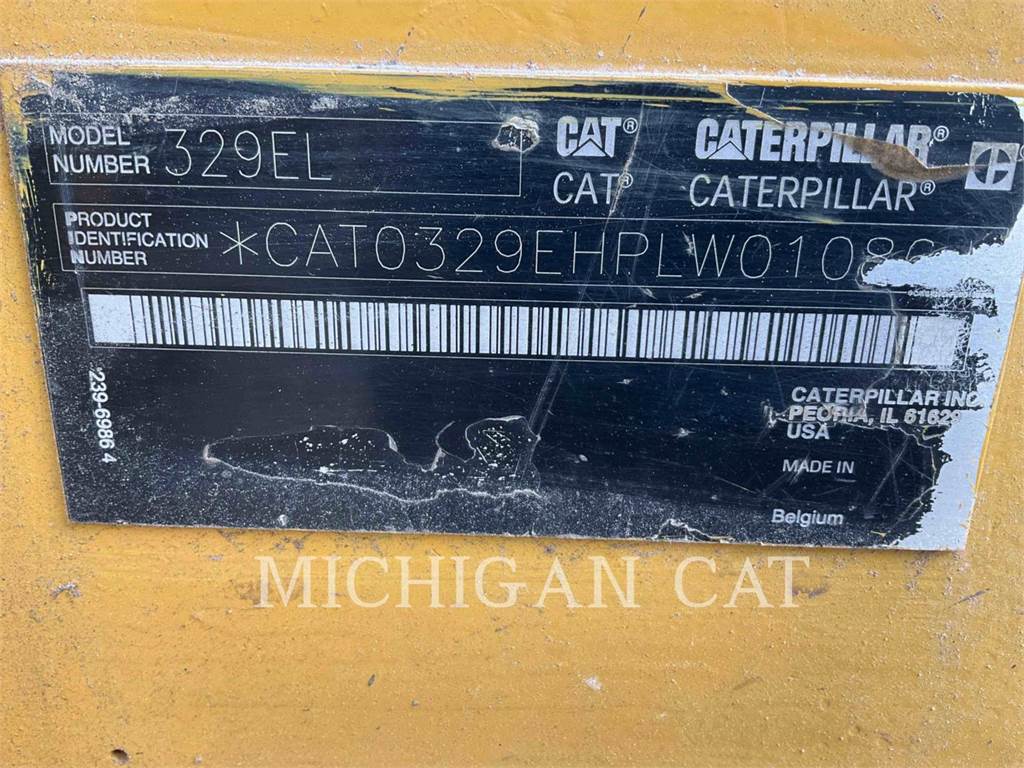 MODEL
NUMBER 329EL
CAT® CATERPILLAR®
CAT® CATERPILLAR®
PRODUCT
IDENTIFICATION
NUMBER
239-6986 4
CATERPILLAR INC.
PEORIA, IL 61629
USA
MADE IN
Belgium
MICHIGAN CAT